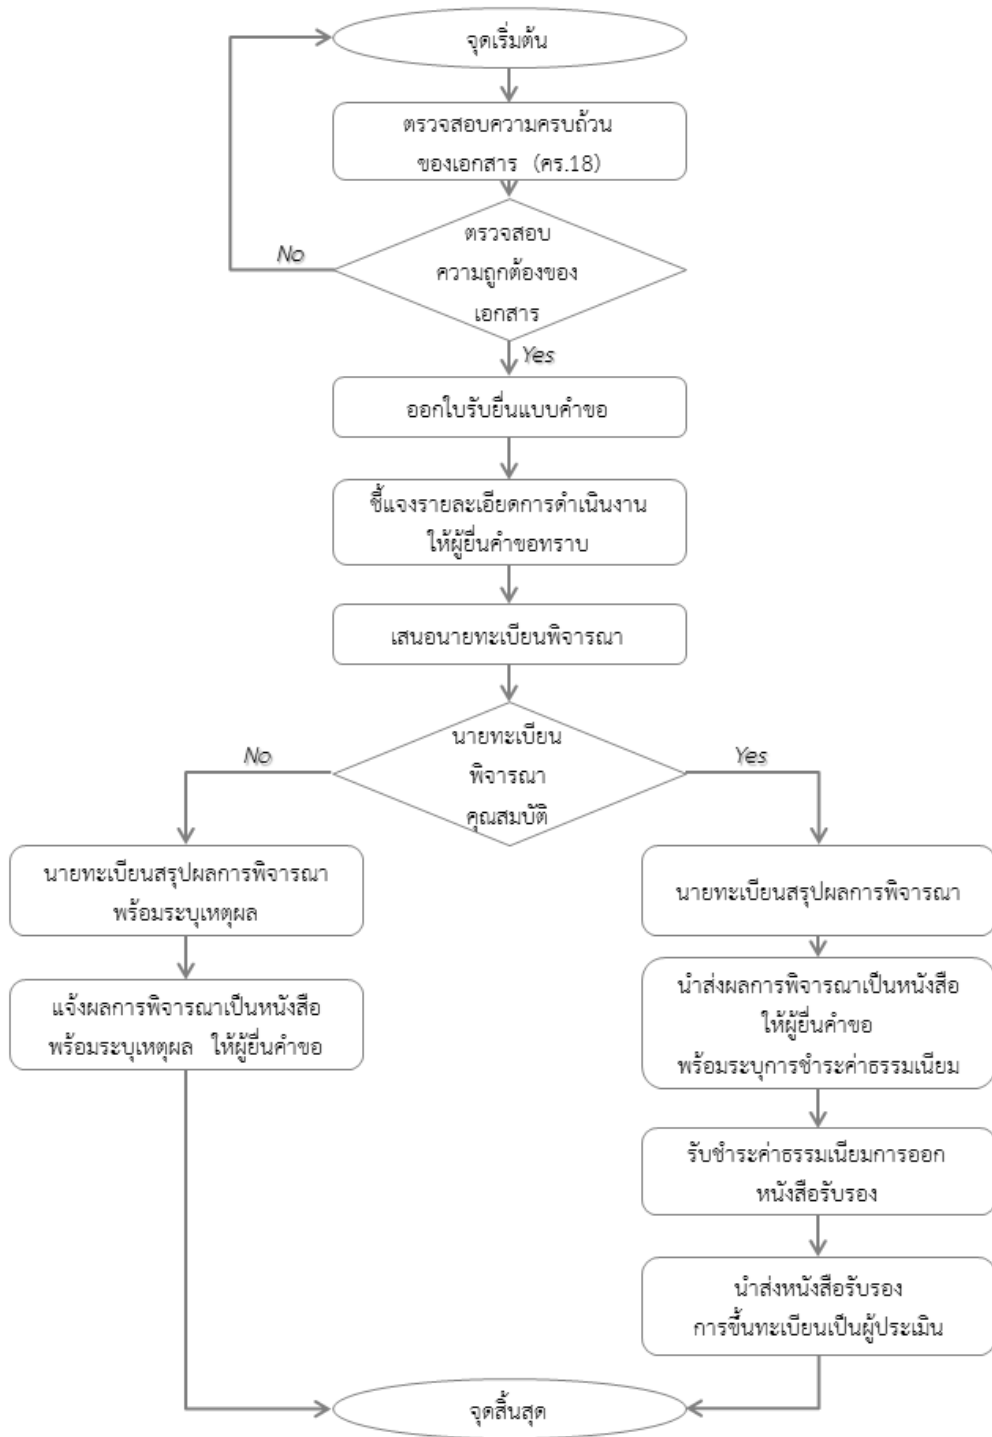 จุดเริ่มต้น
ตรวจสอบความครบถ้วน
ของเอกสาร (คร.18)
ตรวจสอบ
ความถูกต้องของ
เอกสาร
No
Yes
ออกใบรับยื่นแบบคำขอ
ชี้แจงรายละเอียดการดำเนินงาน
ให้ผู้ยื่นคำขอทราบ
เสนอนายทะเบียนพิจารณา
นายทะเบียน
พิจารณา
คุณสมบัติ
No
Yes
นายทะเบียนสรุปผลการพิจารณา
พร้อมระบุเหตุผล
แจ้งผลการพิจารณาเป็นหนังสือ
พร้อมระบุเหตุผล ให้ผู้ยื่นคำขอ
นายทะเบียนสรุปผลการพิจารณา
นำส่งผลการพิจารณาเป็นหนังสือ
ให้ผู้ยื่นคำขอ
พร้อมระบุการชำระค่าธรรมเนียม
รับชำระค่าธรรมเนียมการออก
หนังสือรับรอง
นำส่งหนังสือรับรอง
การขึ้นทะเบียนเป็นผู้ประเมิน
จุดสิ้นสุด